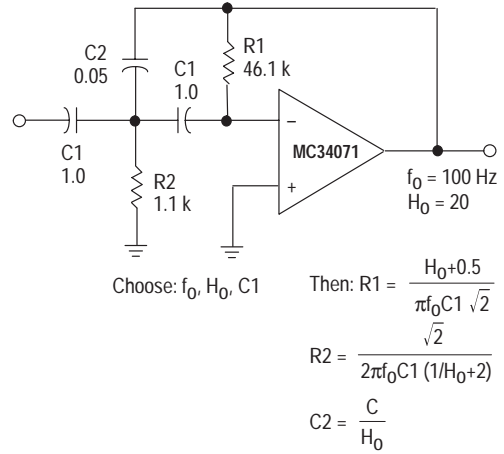 C2
0.05
C1
1.0
R1
46.1 k
C1
1.0
R2
1.1 k
−
MC34071
+
f0 = 100 Hz
H0 = 20
Choose: f0, H0, C1
Then: R1 = H0+0.5
πf0C1 √2
R2 = √2
2πf0C1 (1/H0+2)
C2 = C
H0